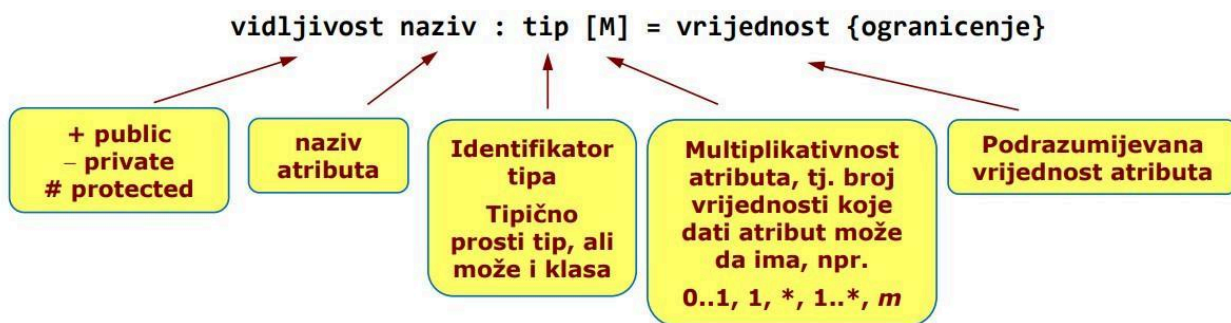 vidljivost naziv : tip [M] = vrijednost {ogranicenje}
+ public
– private
# protected
naziv
atributa
Identifikator
tipa
Tipično
prosti tip, ali
može i klasa
Multiplikativnost
atributa, tj. broj
vrijednosti koje
dati atribut može
da ima, npr.
0..1, 1, *, 1..*, m
Podrazumijevana
vrijednost atributa